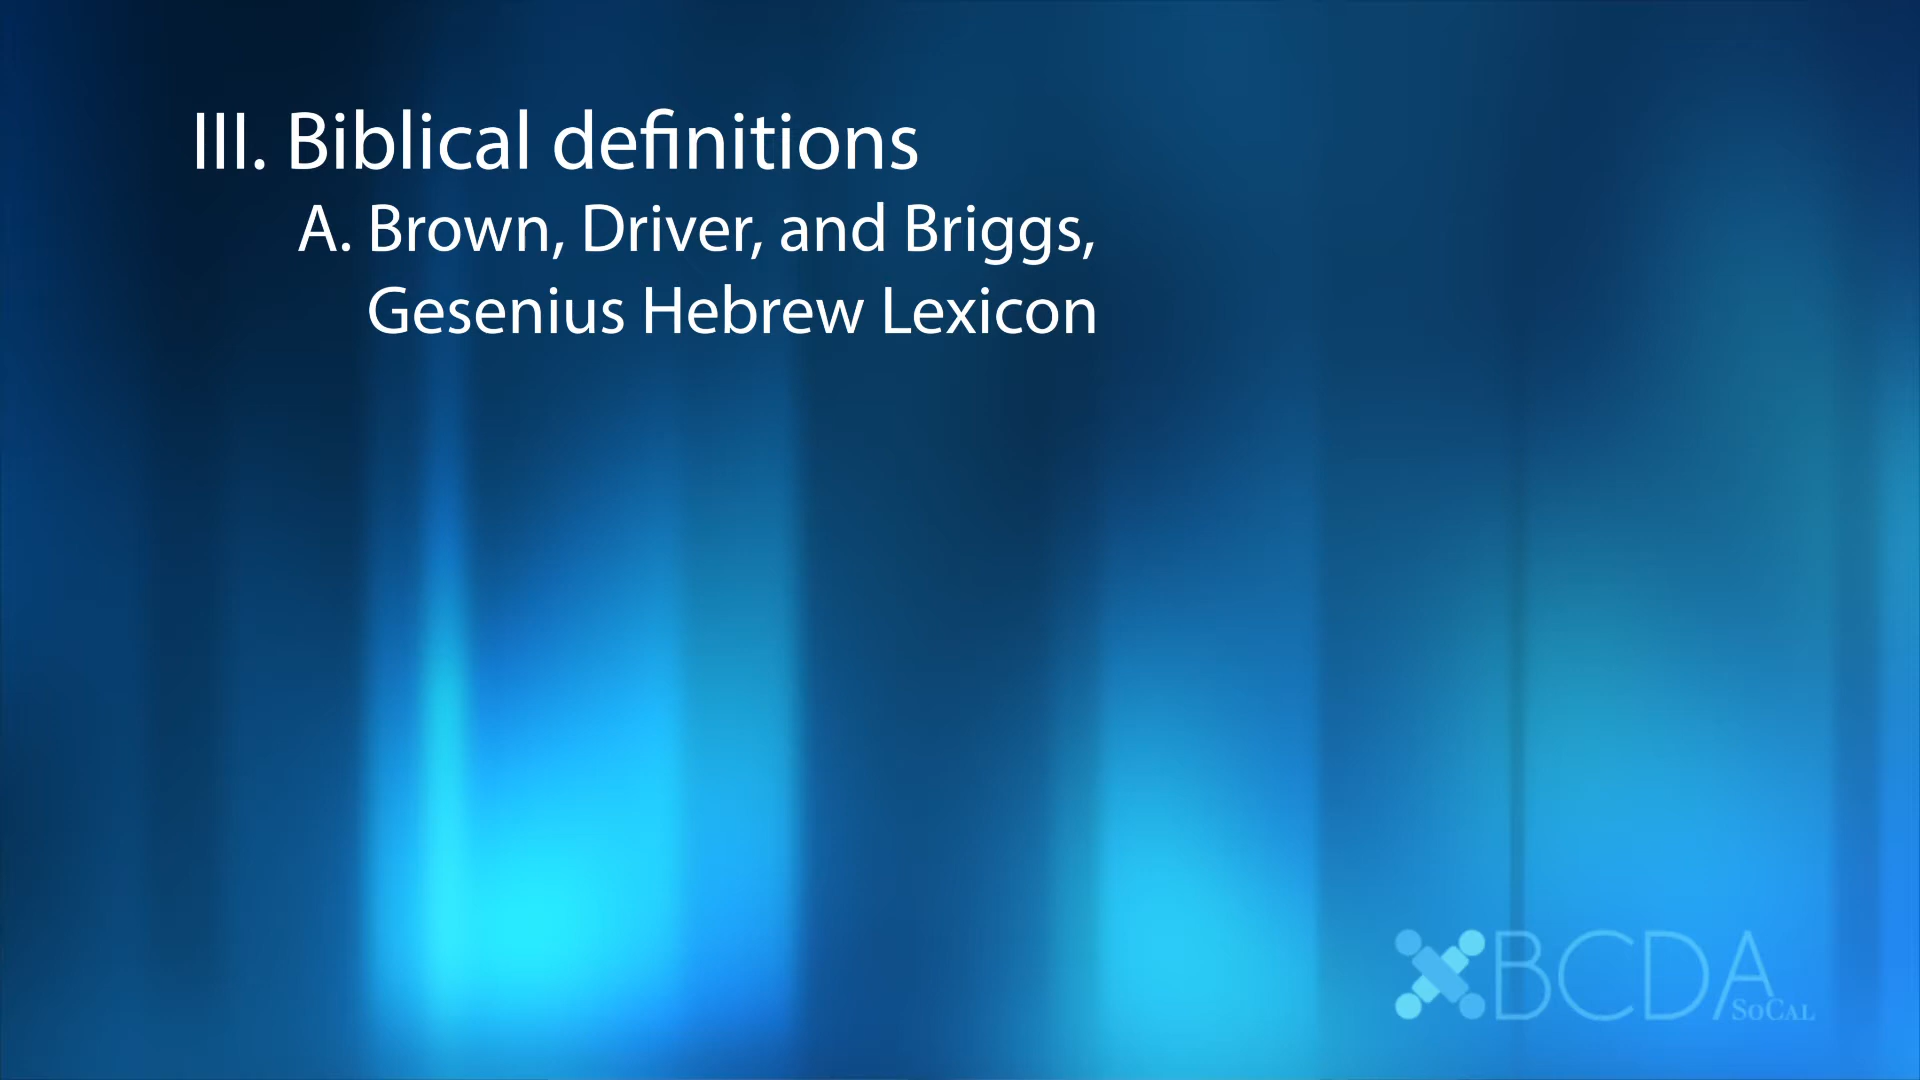 III. Biblical definitions
A. Brown, Driver, and Briggs,
Gesenius Hebrew Lexicon
BCDA
SoCal